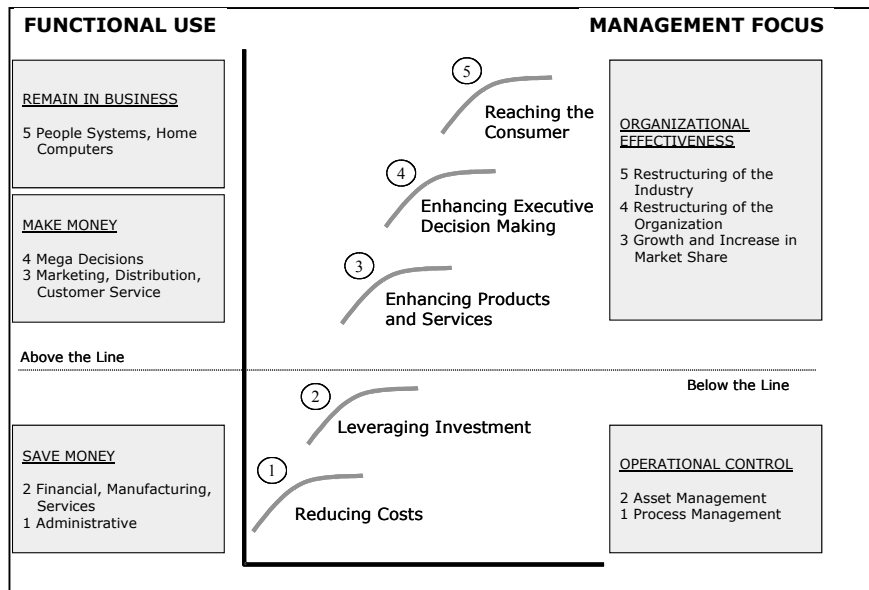 FUNCTIONAL USE
MANAGEMENT FOCUS
REMAIN IN BUSINESS
5 People Systems, Home
Computers
MAKE MONEY
4 Mega Decisions
3 Marketing, Distribution,
Customer Service
Above the Line
SAVE MONEY
2 Financial, Manufacturing,
Services
1 Administrative
5
Reaching the
Consumer
4
Enhancing Executive
Decision Making
3
Enhancing Products
and Services
2
Leveraging Investment
1
Reducing Costs
ORGANIZATIONAL
EFFECTIVENESS
5 Restructuring of the
Industry
4 Restructuring of the
Organization
3 Growth and Increase in
Market Share
Below the Line
OPERATIONAL CONTROL
2 Asset Management
1 Process Management